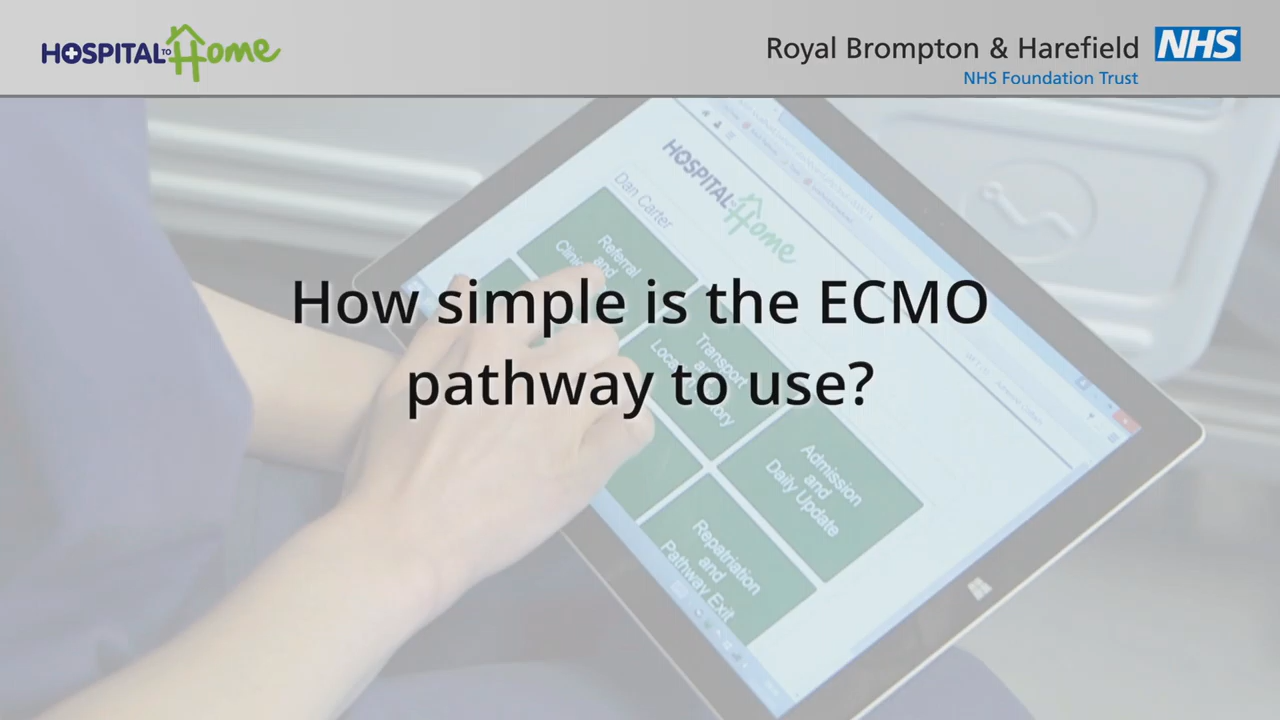 HOSPITAL TO Home
Royal Brompton & Harefield NHS
NHS Foundation Trust
HOSPITAL TO Home
Dan Carter
Referral
and
How simple is the ECMO
pathway to use?
Transport
Admission
and
Daily Update
Repatriation
and
Pathway Exit